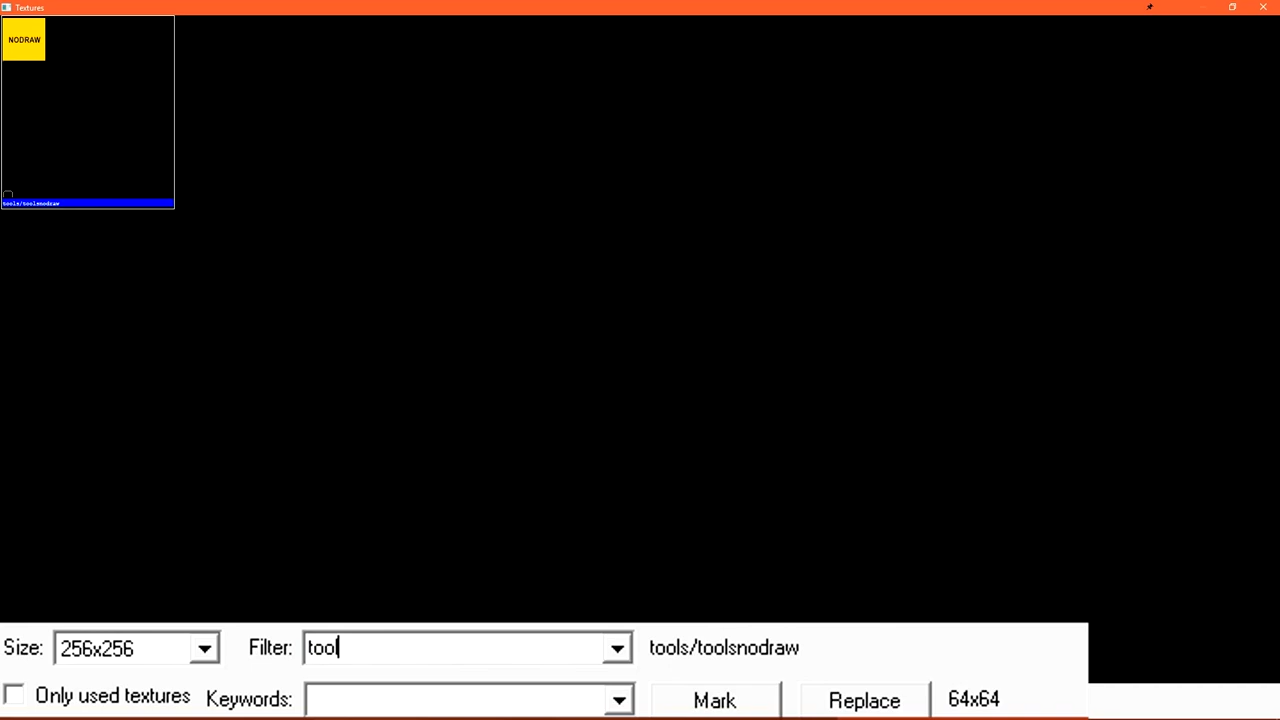 Textures
NODRAW
tools/toolsnodraw
Size: 256x256 Filter: tool tools/toolsnodraw
Only used textures Keywords: Mark Replace 64x64